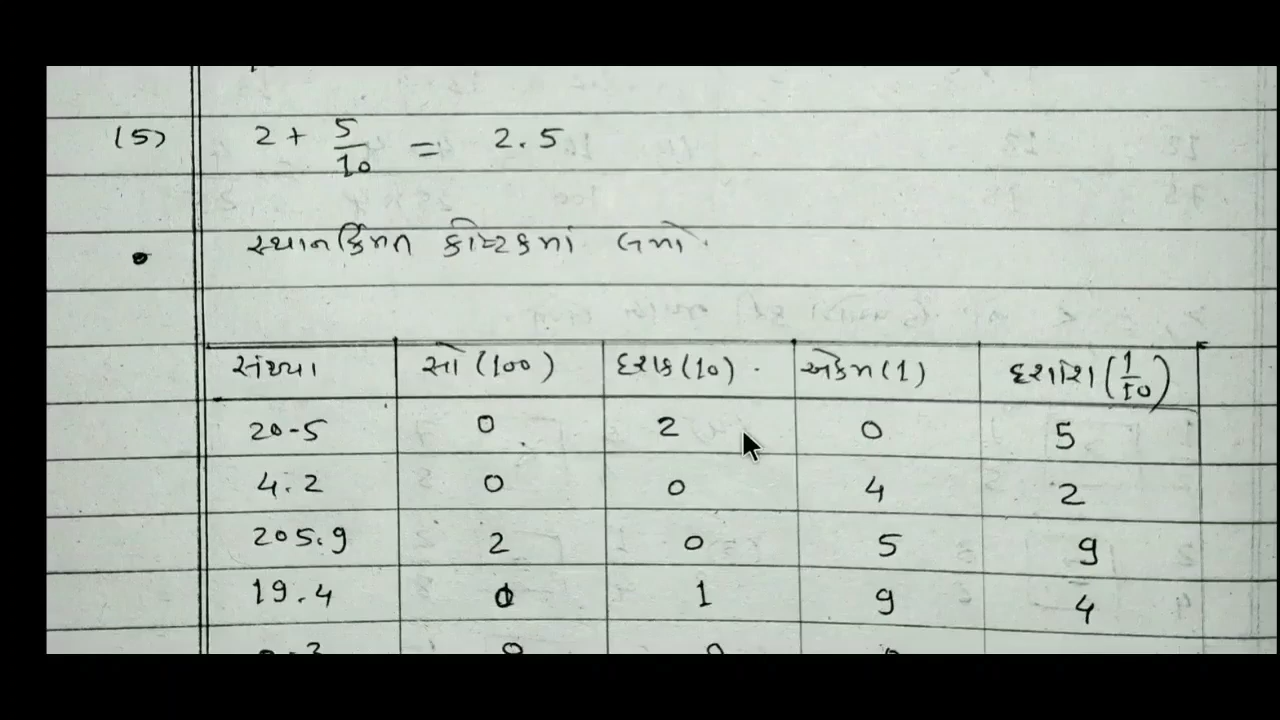 (5) 2 + 5/10 = 2.5
• સ્થાનકિંમત કોષ્ટકમાં લખો.
સંખ્યા સો (100) દશક (10) એકમ (1) દશાંશ (1/10)
20.5 0 2 0 5
4.2 0 0 4 2
205.9 2 0 5 9
19.4 0 1 9 4